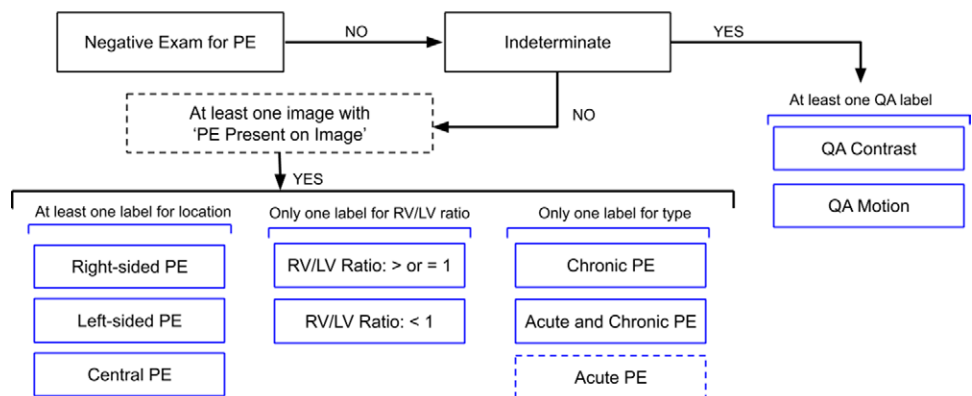 Negative Exam for PE
NO
Indeterminate
YES
At least one image with
‘PE Present on Image’
NO
At least one QA label
QA Contrast
QA Motion
YES
At least one label for location
Right-sided PE
Left-sided PE
Central PE
Only one label for RV/LV ratio
RV/LV Ratio: > or = 1
RV/LV Ratio: < 1
Only one label for type
Chronic PE
Acute and Chronic PE
Acute PE